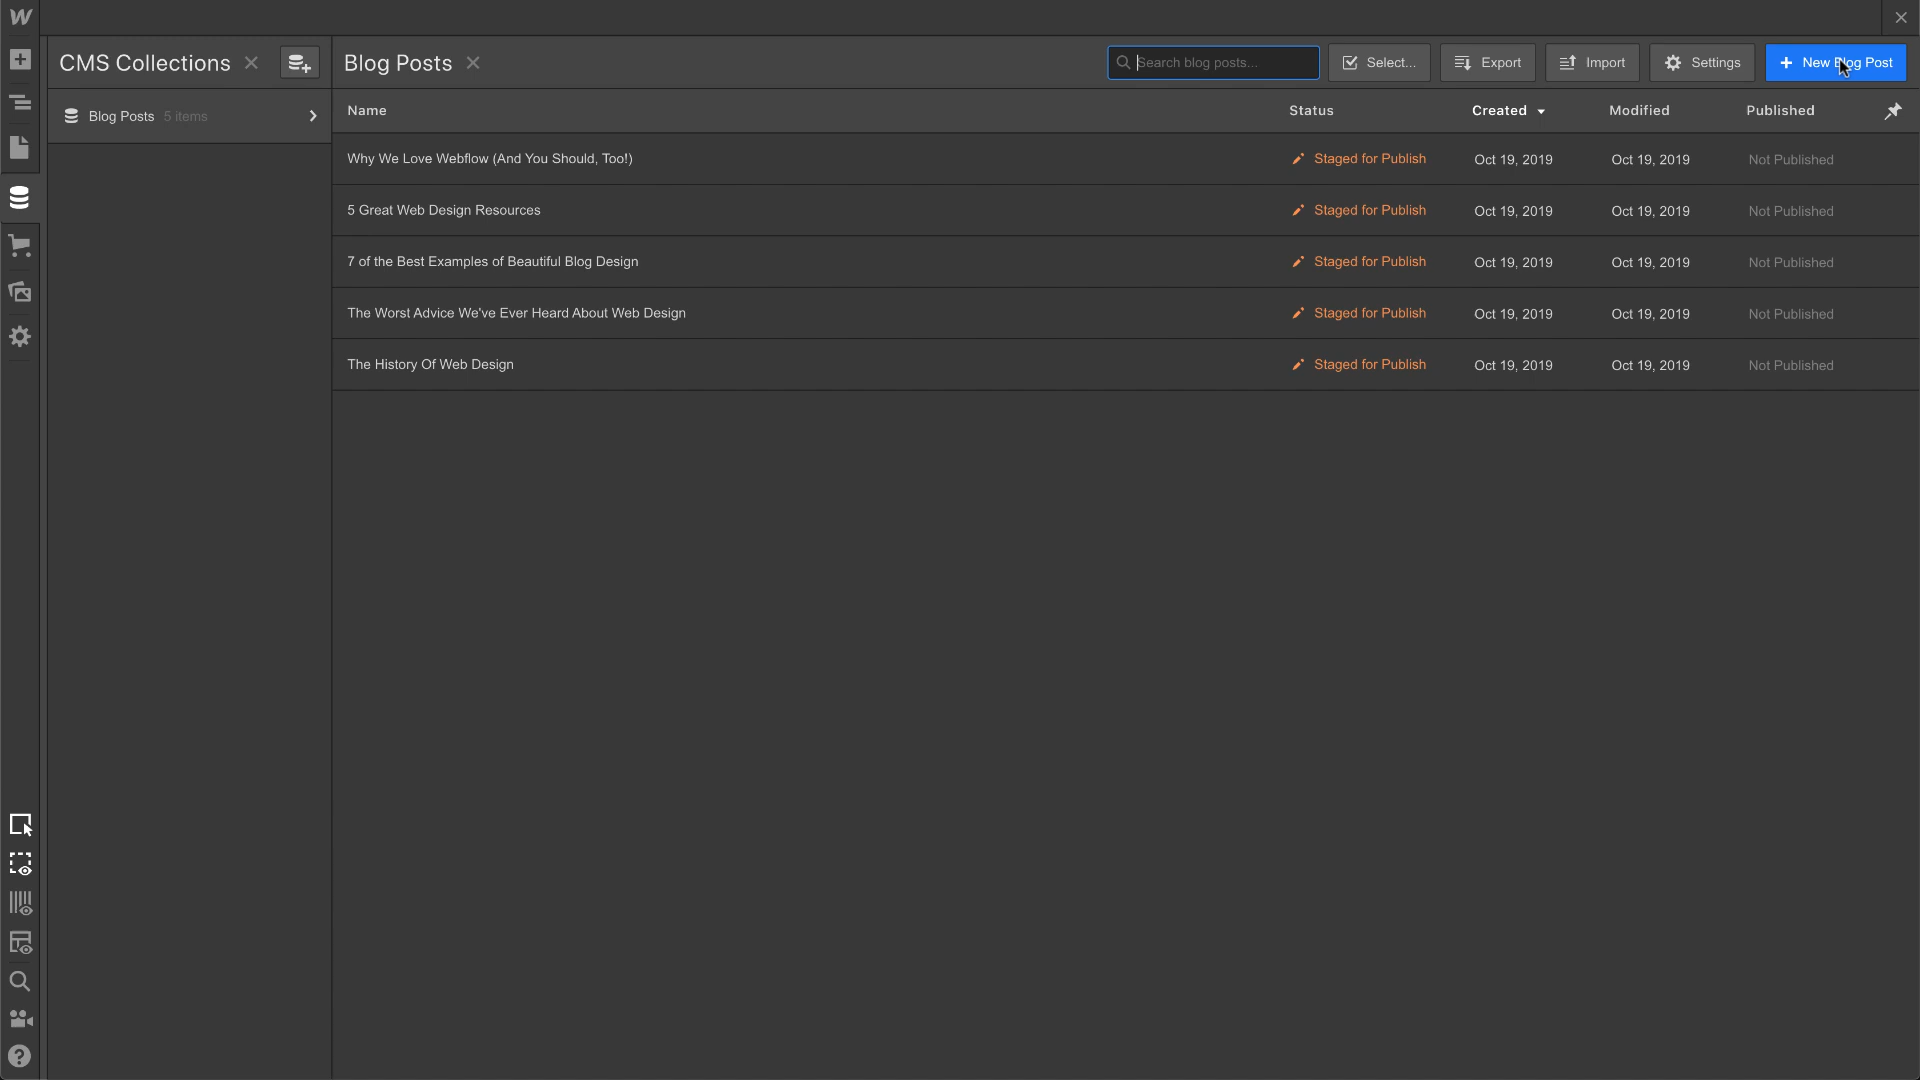 CMS Collections
Blog Posts
Search blog posts...
Select...
Export
Import
Settings
New Blog Post
Blog Posts 5 items
Name Status Created Modified Published
Why We Love Webflow (And You Should, Too!) Staged for Publish Oct 19, 2019 Oct 19, 2019 Not Published
5 Great Web Design Resources Staged for Publish Oct 19, 2019 Oct 19, 2019 Not Published
7 of the Best Examples of Beautiful Blog Design Staged for Publish Oct 19, 2019 Oct 19, 2019 Not Published
The Worst Advice We've Ever Heard About Web Design Staged for Publish Oct 19, 2019 Oct 19, 2019 Not Published
The History Of Web Design Staged for Publish Oct 19, 2019 Oct 19, 2019 Not Published